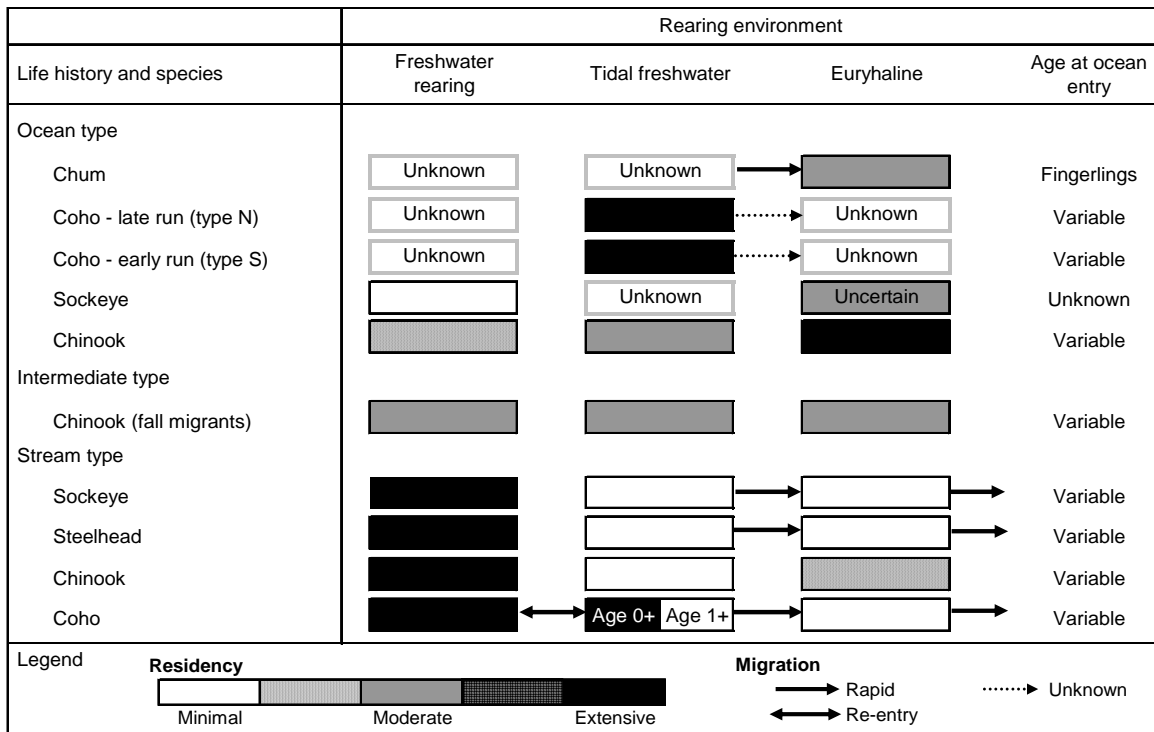 Rearing environment
Life history and species
Freshwater
rearing
Tidal freshwater
Euryhaline
Age at ocean
entry
Ocean type
Chum Unknown Unknown Fingerlings
Coho - late run (type N) Unknown Unknown Variable
Coho - early run (type S) Unknown Unknown Variable
Sockeye Unknown Uncertain Unknown
Chinook Variable
Intermediate type
Chinook (fall migrants) Variable
Stream type
Sockeye Variable
Steelhead Variable
Chinook Variable
Coho Age 0+ Age 1+ Variable
Legend
Residency
Minimal Moderate Extensive
Migration
Rapid Unknown
Re-entry